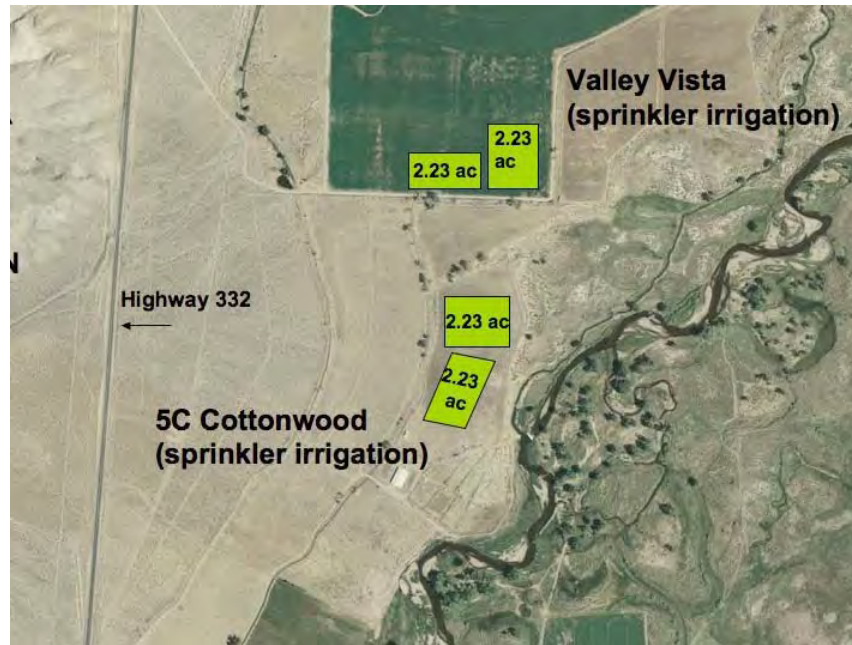 Valley Vista
(sprinkler irrigation)
2.23
ac
2.23 ac
N
Highway 332
2.23 ac
2.23
ac
5C Cottonwood
(sprinkler irrigation)